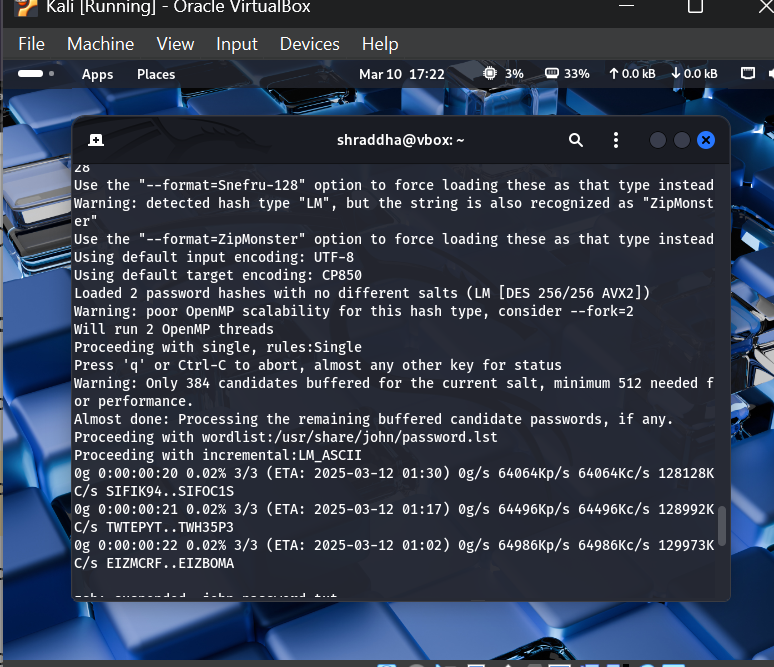 Kali [Running] - Oracle VirtualBox
File Machine View Input Devices Help
Apps Places Mar 10 17:22 3% 33% 0.0 kB 0.0 kB
shraddha@vbox: ~
28
Use the "--format=Snefru-128" option to force loading these as that type instead
Warning: detected hash type "LM", but the string is also recognized as "ZipMonst
er"
Use the "--format=ZipMonster" option to force loading these as that type instead
Using default input encoding: UTF-8
Using default target encoding: CP850
Loaded 2 password hashes with no different salts (LM [DES 256/256 AVX2])
Warning: poor OpenMP scalability for this hash type, consider --fork=2
Will run 2 OpenMP threads
Proceeding with single, rules:Single
Press 'q' or Ctrl-C to abort, almost any other key for status
Warning: Only 384 candidates buffered for the current salt, minimum 512 needed f
or performance.
Almost done: Processing the remaining buffered candidate passwords, if any.
Proceeding with wordlist:/usr/share/john/password.lst
Proceeding with incremental:LM_ASCII
0g 0:00:00:20 0.02% 3/3 (ETA: 2025-03-12 01:30) 0g/s 64064Kp/s 64064Kc/s 128128K
C/s SIFIK94..SIFOC1S
0g 0:00:00:21 0.02% 3/3 (ETA: 2025-03-12 01:17) 0g/s 64496Kp/s 64496Kc/s 128992K
C/s TWTEPYT..TWH35P3
0g 0:00:00:22 0.02% 3/3 (ETA: 2025-03-12 01:02) 0g/s 64986Kp/s 64986Kc/s 129973K
C/s EIZMCRF..EIZBOMA
zsh: suspended john password.txt